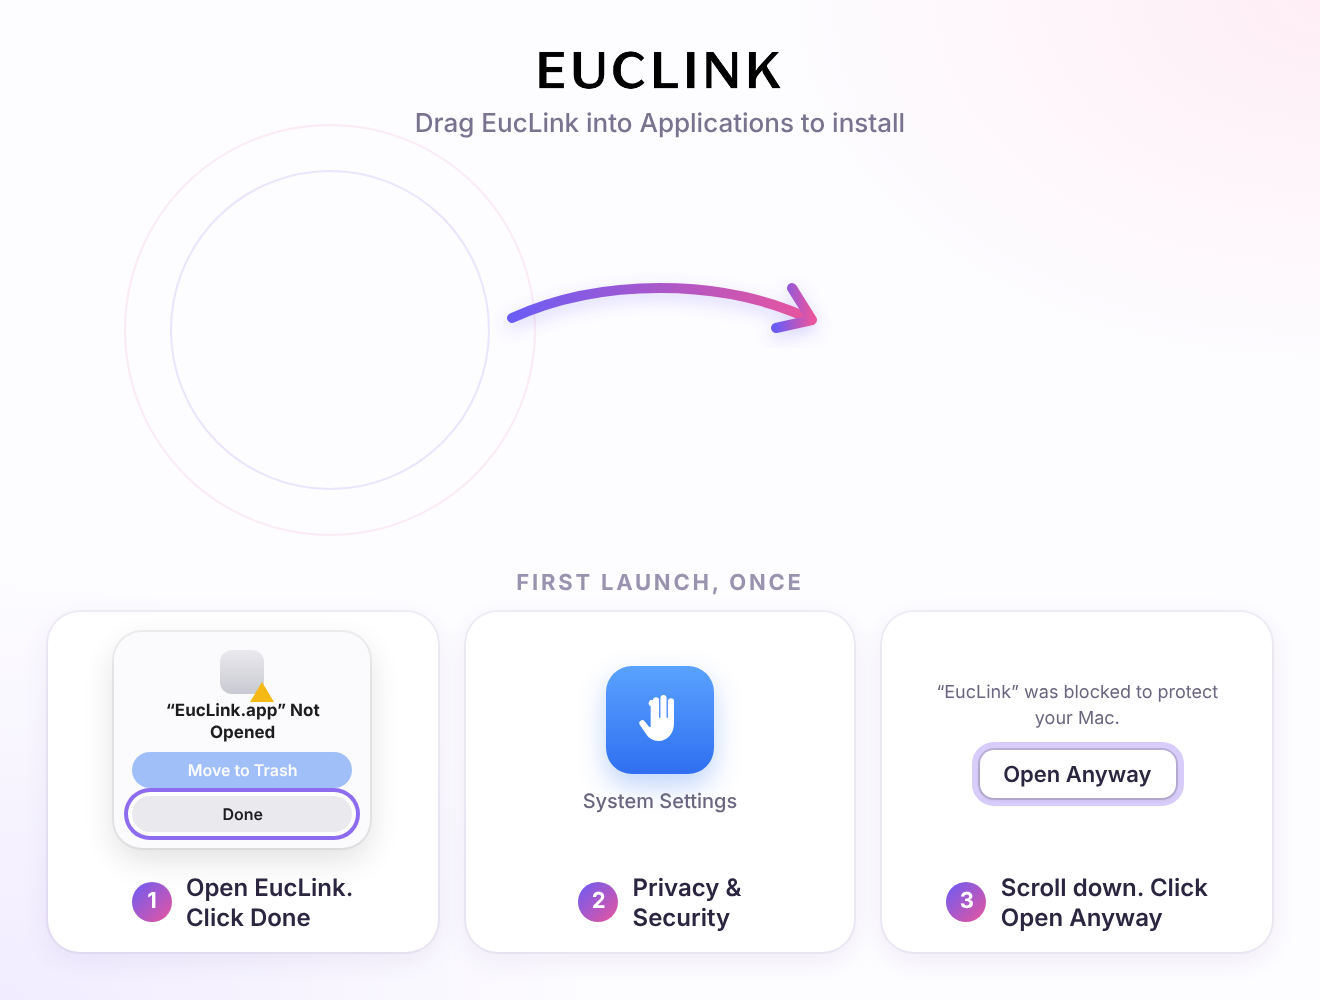 EUCLINK
Drag EucLink into Applications to install
FIRST LAUNCH, ONCE
“EucLink.app” Not
Opened
Move to Trash
Done
1
Open EucLink.
Click Done
System Settings
2
Privacy &
Security
“EucLink” was blocked to protect
your Mac.
Open Anyway
3
Scroll down. Click
Open Anyway